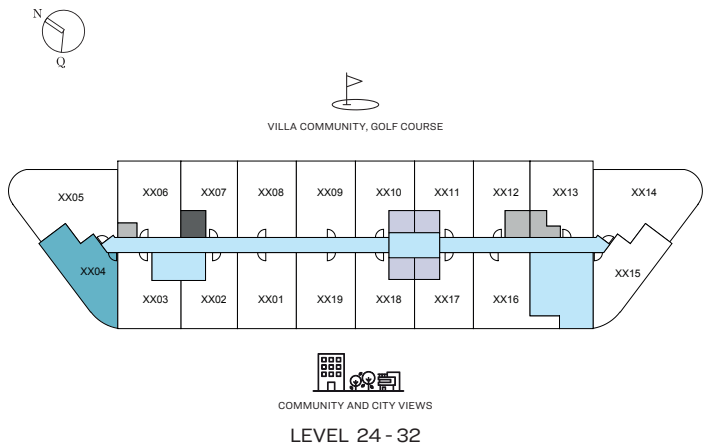 N
Q
VILLA COMMUNITY, GOLF COURSE
XX05 XX06 XX07 XX08 XX09 XX10 XX11 XX12 XX13 XX14
XX04 XX15
XX03 XX02 XX01 XX19 XX18 XX17 XX16
COMMUNITY AND CITY VIEWS
LEVEL 24 - 32